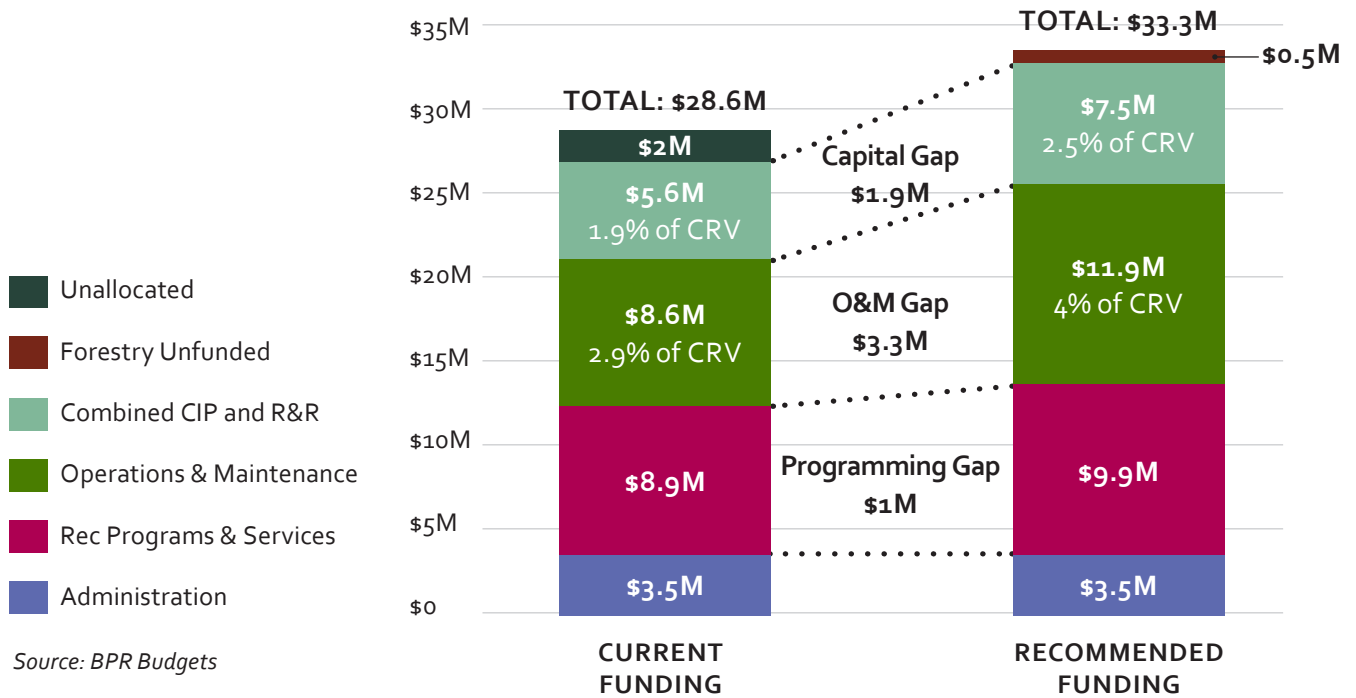 $35M
$30M
$25M
$20M
$15M
$10M
$5M
$0
Unallocated
Forestry Unfunded
Combined CIP and R&R
Operations & Maintenance
Rec Programs & Services
Administration
Source: BPR Budgets
TOTAL: $28.6M
$2M
$5.6M
1.9% of CRV
$8.6M
2.9% of CRV
$8.9M
$3.5M
CURRENT
FUNDING
Capital Gap
$1.9M
O&M Gap
$3.3M
Programming Gap
$1M
TOTAL: $33.3M
$0.5M
$7.5M
2.5% of CRV
$11.9M
4% of CRV
$9.9M
$3.5M
RECOMMENDED
FUNDING